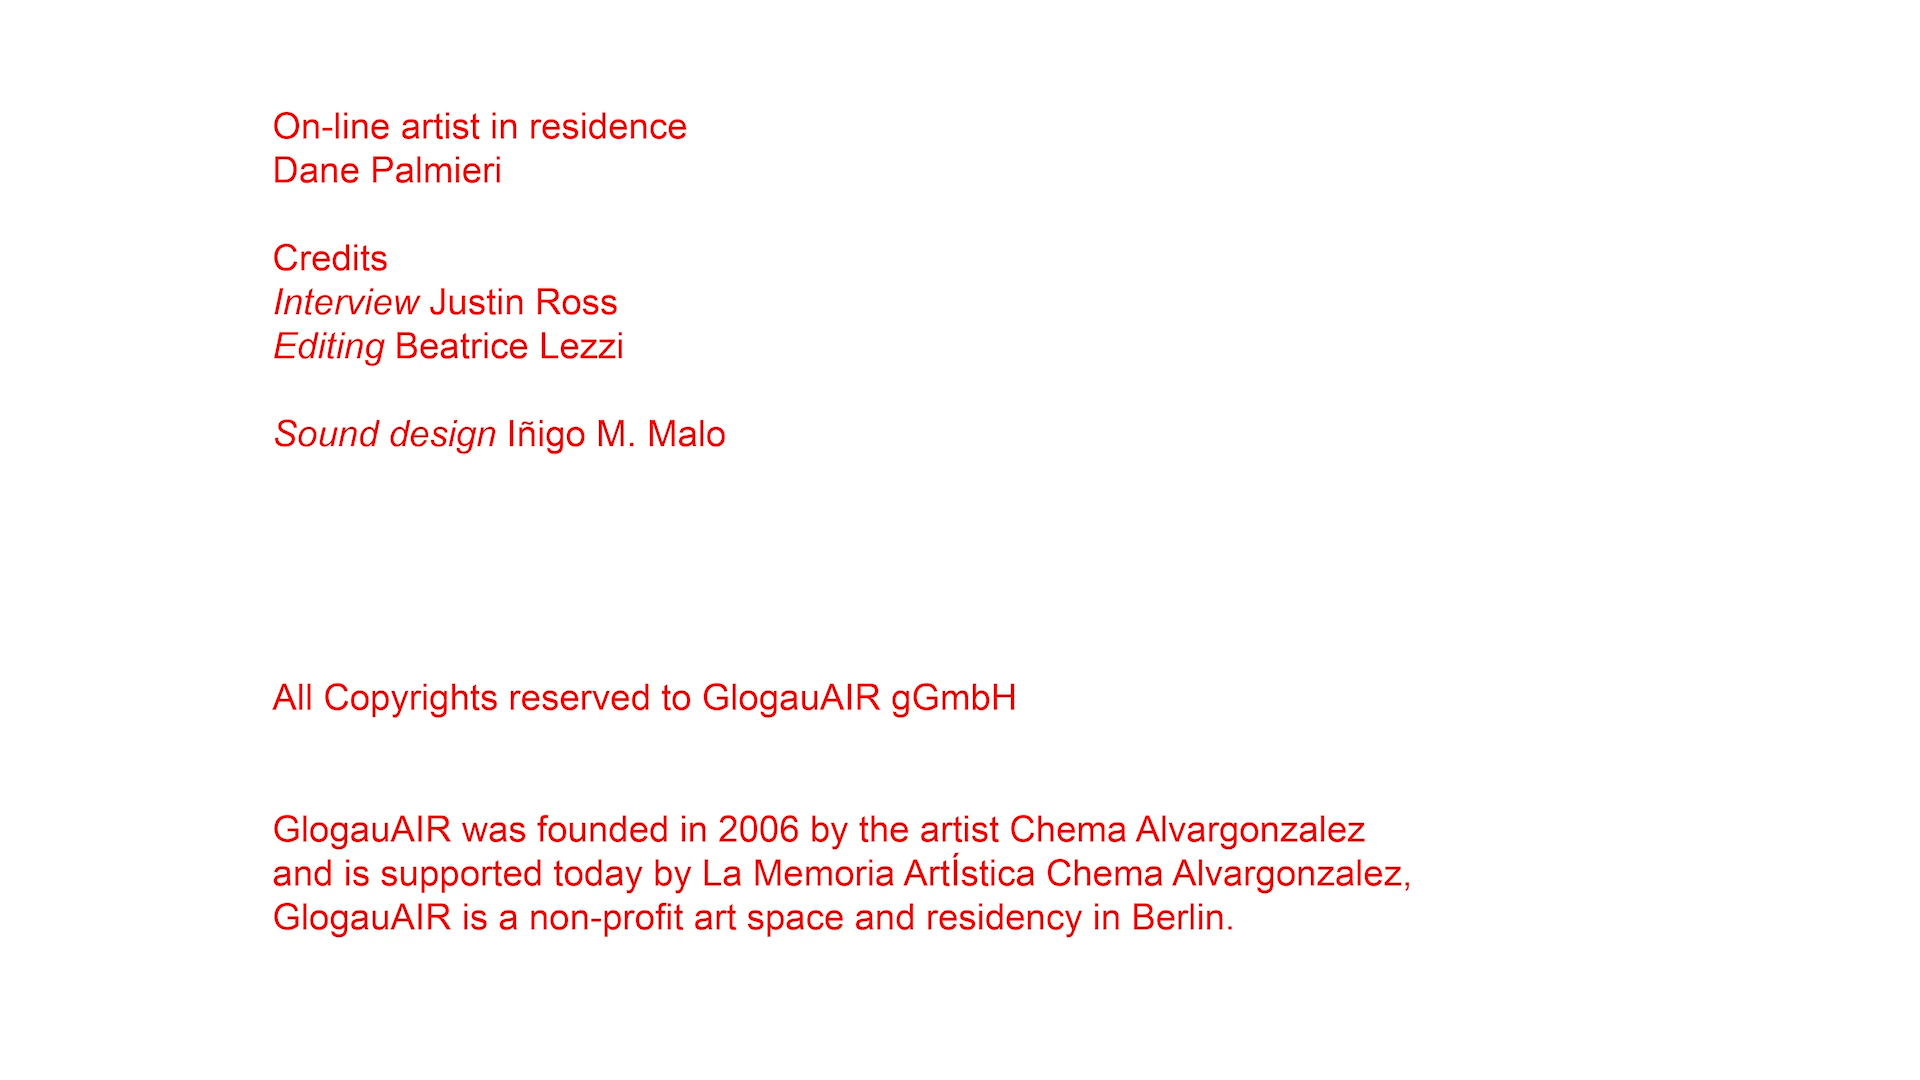 On-line artist in residence
Dane Palmieri
Credits
Interview Justin Ross
Editing Beatrice Lezzi
Sound design Iñigo M. Malo
All Copyrights reserved to GlogauAIR gGmbH
GlogauAIR was founded in 2006 by the artist Chema Alvargonzalez
and is supported today by La Memoria ArtÍstica Chema Alvargonzalez,
GlogauAIR is a non-profit art space and residency in Berlin.